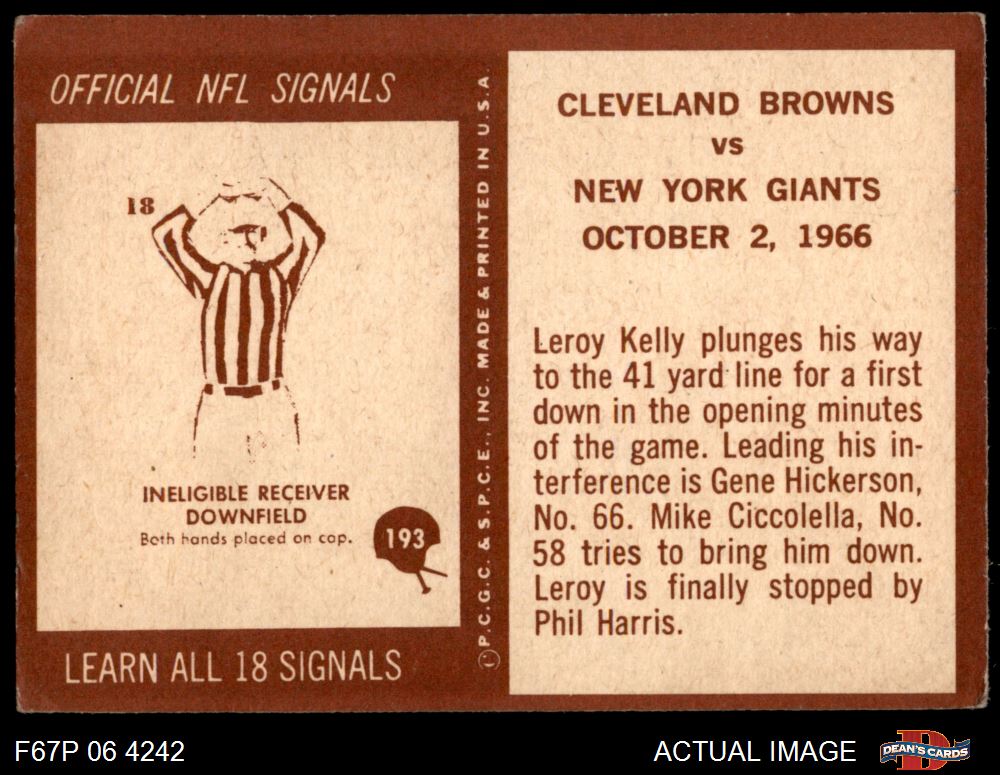 OFFICIAL NFL SIGNALS
18
INELIGIBLE RECEIVER
DOWNFIELD
Both hands placed on cap.
193
LEARN ALL 18 SIGNALS
© P.C.G.C. & S.P.C.E., INC. MADE & PRINTED IN U.S.A.
CLEVELAND BROWNS
VS
NEW YORK GIANTS
OCTOBER 2, 1966
Leroy Kelly plunges his way
to the 41 yard line for a first
down in the opening minutes
of the game. Leading his in-
terference is Gene Hickerson,
No. 66. Mike Ciccolella, No.
58 tries to bring him down.
Leroy is finally stopped by
Phil Harris.
F67P 06 4242
ACTUAL IMAGE
D
DEAN'S CARDS